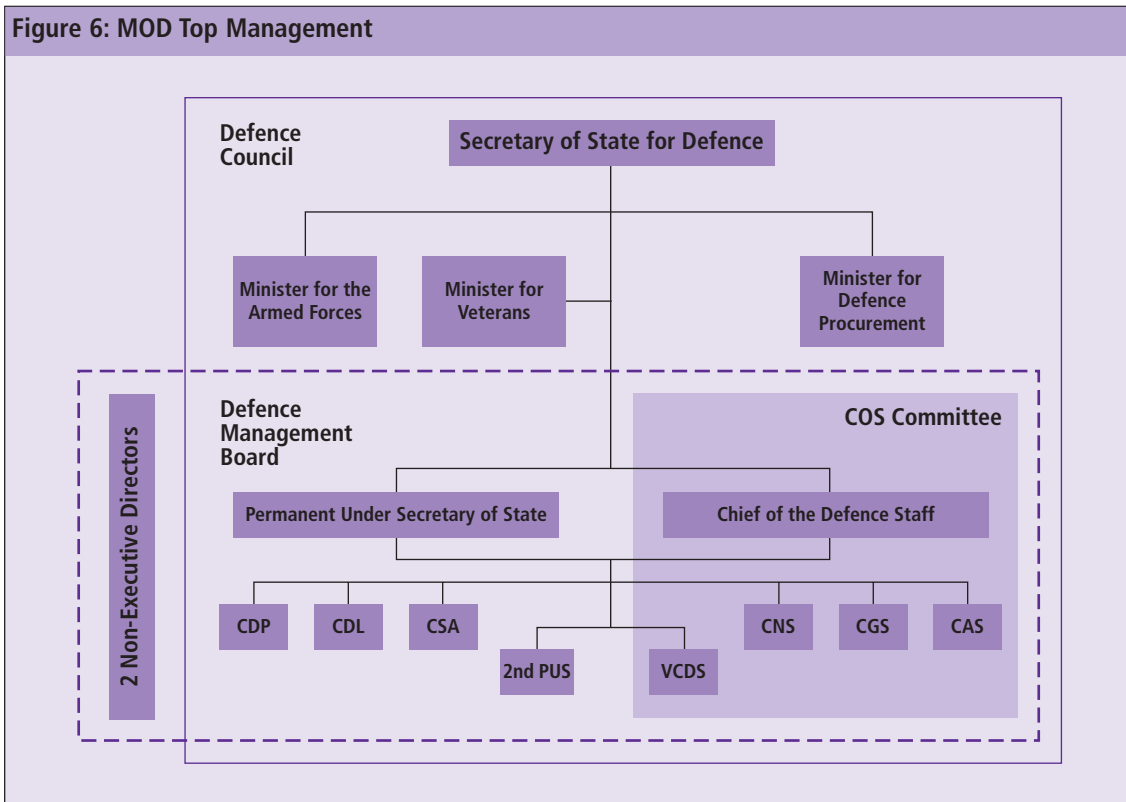 Figure 6: MOD Top Management
Defence
Council
Secretary of State for Defence
Minister for the
Armed Forces
Minister for
Veterans
Minister for
Defence
Procurement
2 Non-Executive Directors
Defence
Management
Board
COS Committee
Permanent Under Secretary of State
Chief of the Defence Staff
CDP
CDL
CSA
CNS
CGS
CAS
2nd PUS
VCDS